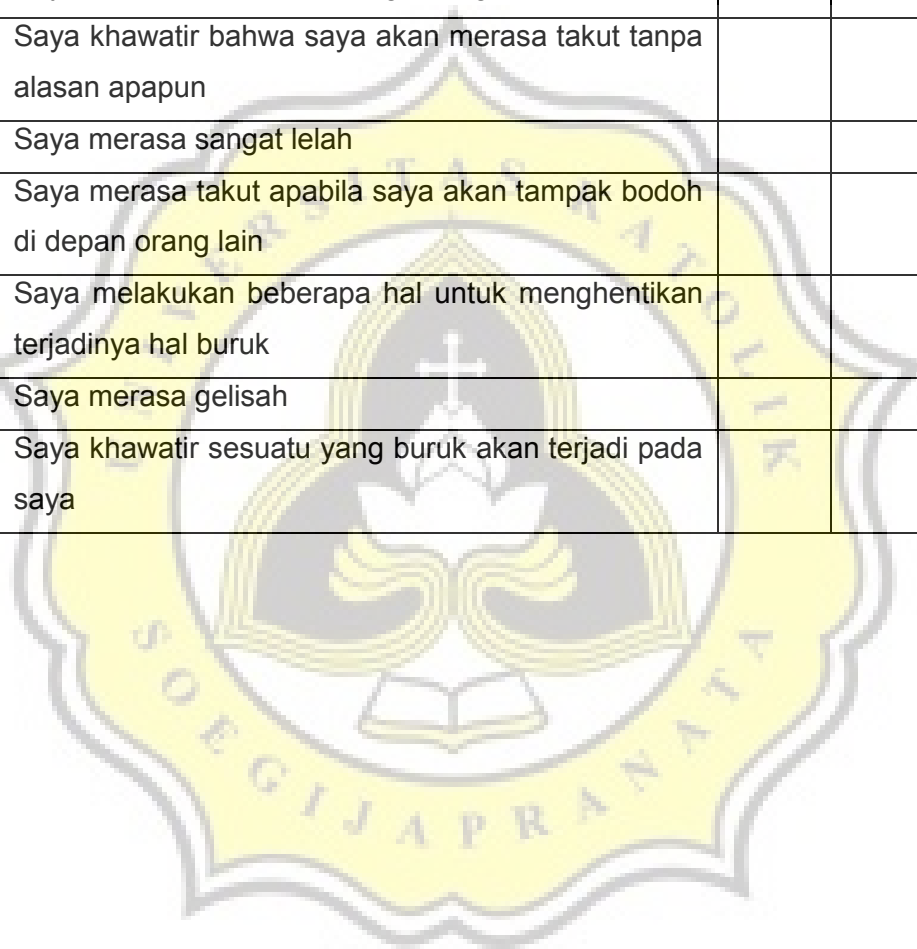 Saya khawatir bahwa saya akan merasa takut tanpa
alasan apapun
Saya merasa sangat lelah
Saya merasa takut apabila saya akan tampak bodoh
di depan orang lain
Saya melakukan beberapa hal untuk menghentikan
terjadinya hal buruk
Saya merasa gelisah
Saya khawatir sesuatu yang buruk akan terjadi pada
saya
UNIVERSITAS KATOLIK
SOEGIJAPRANATA